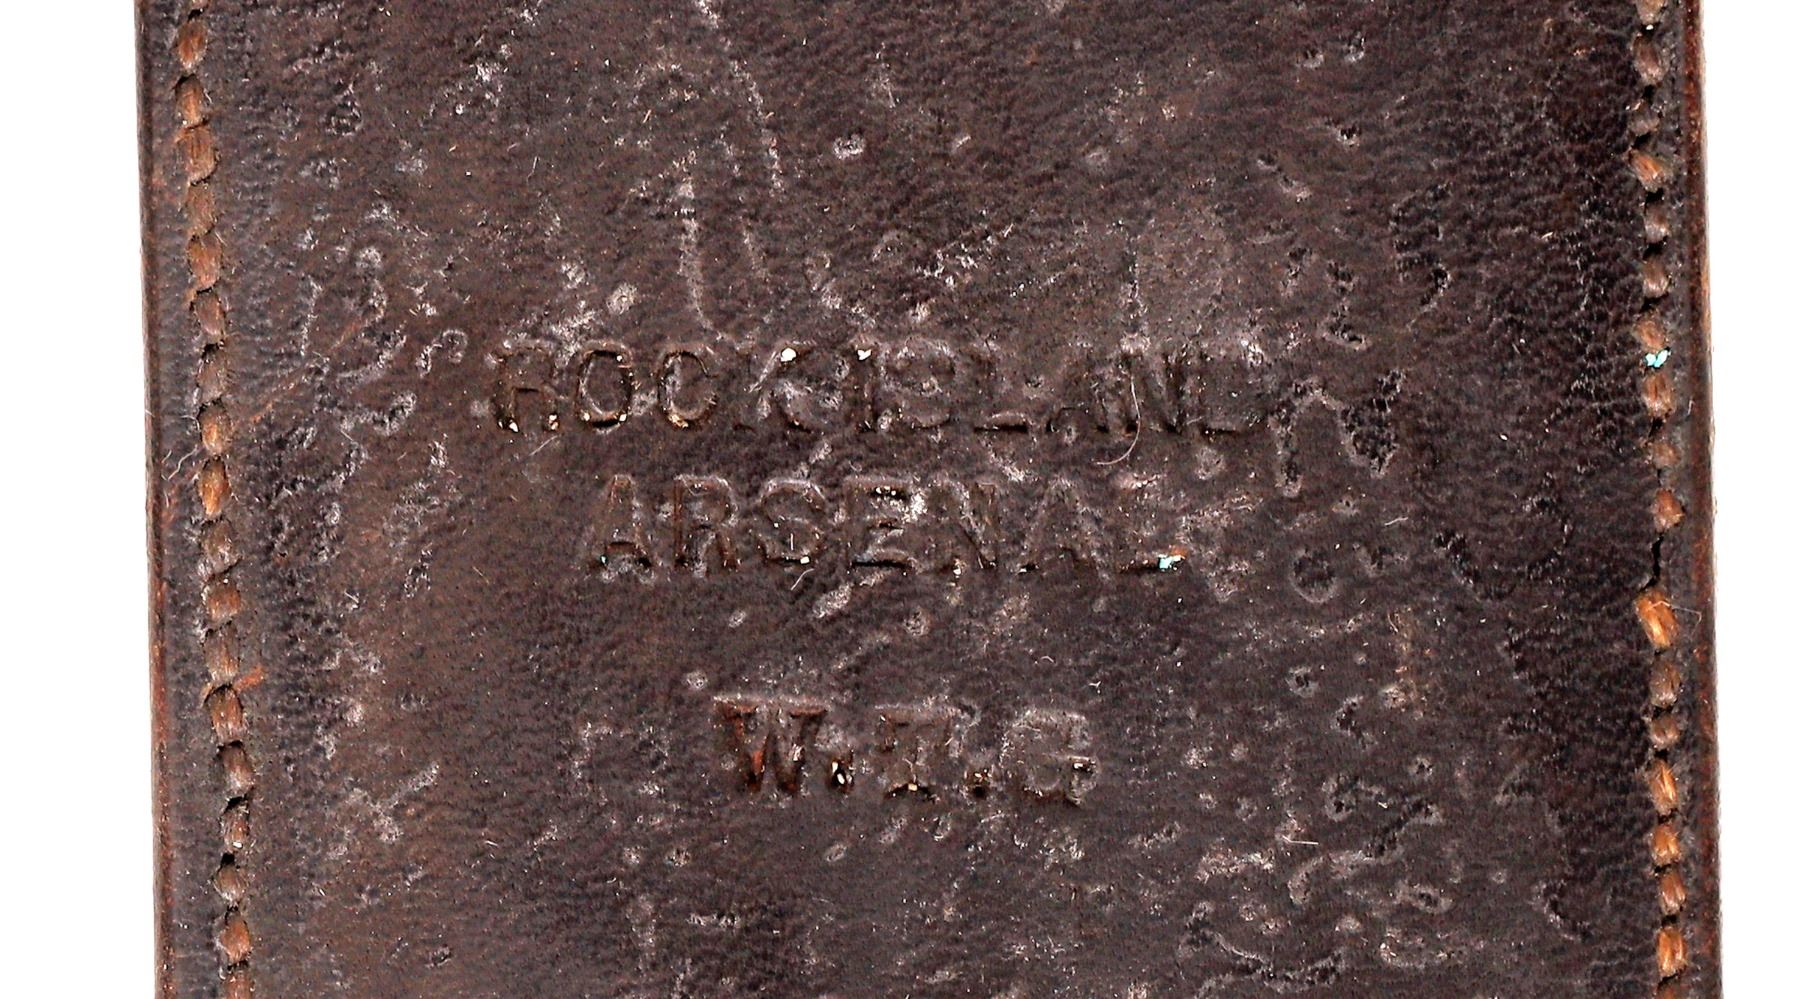 ROCK ISLAND
ARSENAL
W.T.G